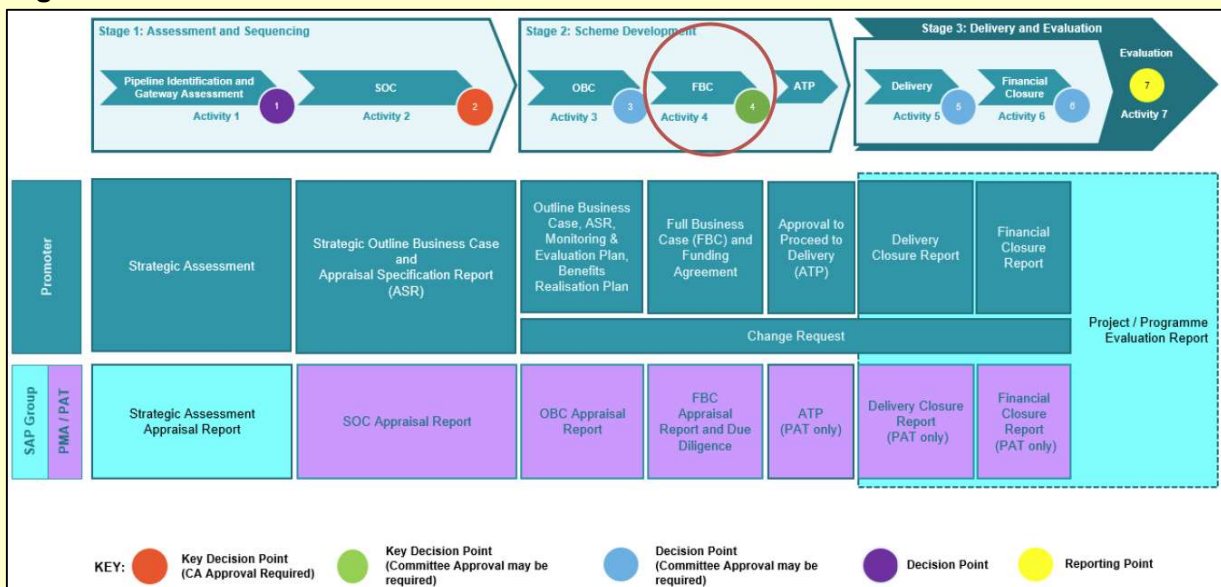 Stage 1: Assessment and Sequencing
Pipeline Identification and
Gateway Assessment
1
Activity 1
SOC
2
Activity 2
Stage 2: Scheme Development
OBC
3
Activity 3
FBC
4
Activity 4
ATP
Stage 3: Delivery and Evaluation
Delivery
5
Activity 5
Financial
Closure
6
Activity 6
Evaluation
7
Activity 7
Promoter
Strategic Assessment
Strategic Outline Business Case
and
Appraisal Specification Report
(ASR)
Outline Business
Case, ASR,
Monitoring &
Evaluation Plan,
Benefits
Realisation Plan
Full Business
Case (FBC) and
Funding
Agreement
Approval to
Proceed to
Delivery
(ATP)
Delivery
Closure Report
Financial
Closure
Report
Change Request
Project / Programme
Evaluation Report
SAP Group
PMA / PAT
Strategic Assessment
Appraisal Report
SOC Appraisal Report
OBC Appraisal
Report
FBC
Appraisal
Report and Due
Diligence
ATP
(PAT only)
Delivery Closure
Report
(PAT only)
Financial
Closure
Report
(PAT only)
KEY:
Key Decision Point
(CA Approval Required)
Key Decision Point
(Committee Approval may be
required)
Decision Point
(Committee Approval may be
required)
Decision Point
Reporting Point